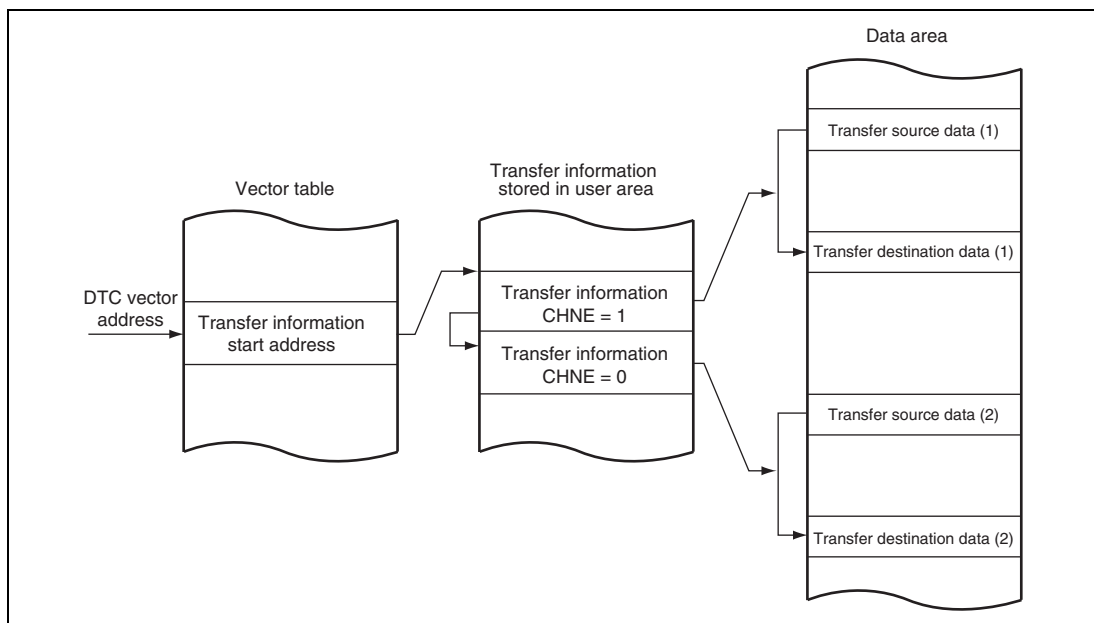 Data area
Transfer source data (1)
Transfer information
stored in user area
Vector table
Transfer destination data (1)
DTC vector
address
Transfer information
start address
Transfer information
CHNE = 1
Transfer information
CHNE = 0
Transfer source data (2)
Transfer destination data (2)